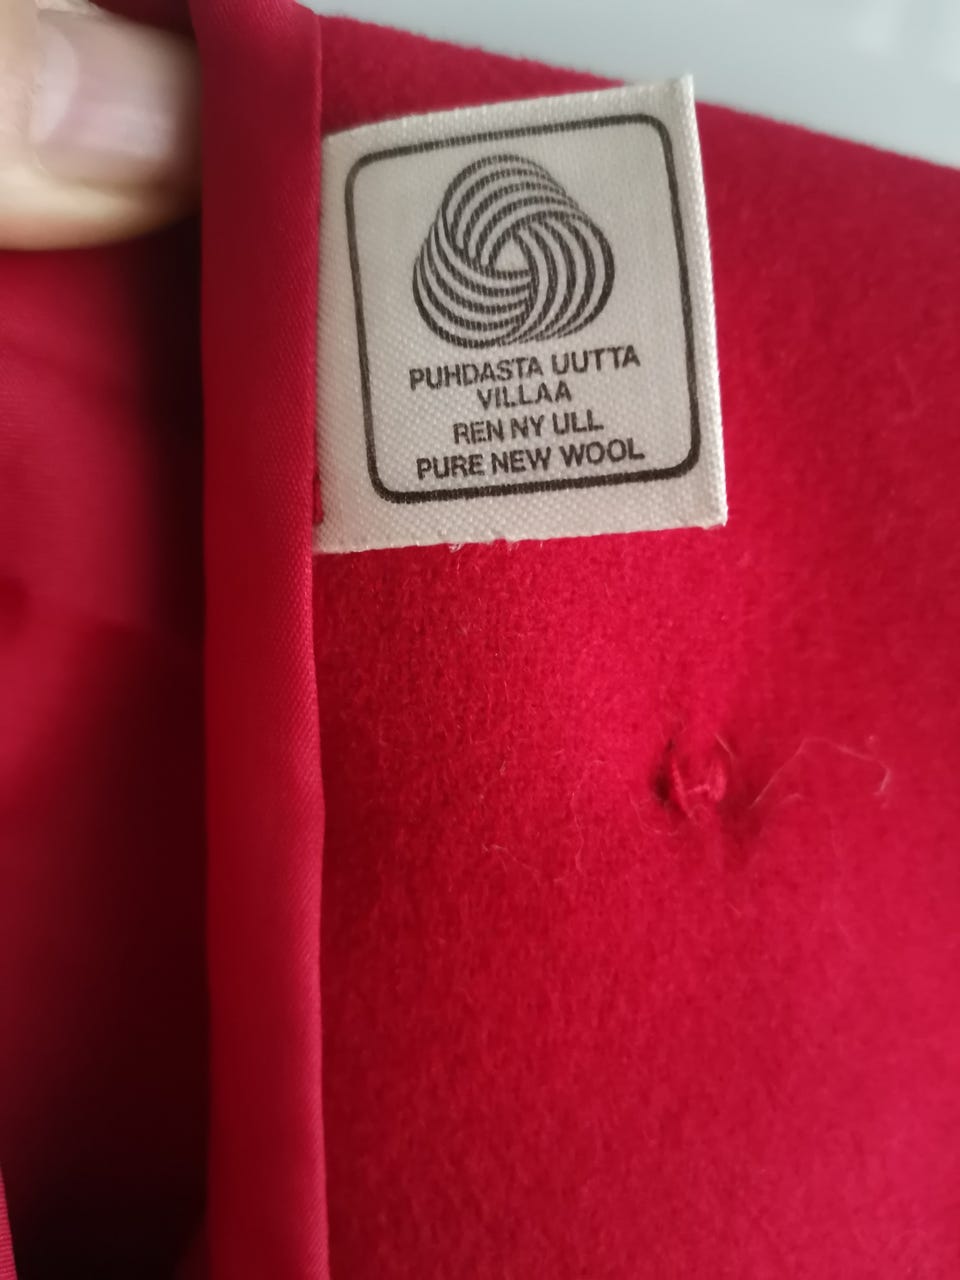 PUHDASTA UUTTA
VILLAA
REN NY ULL
PURE NEW WOOL